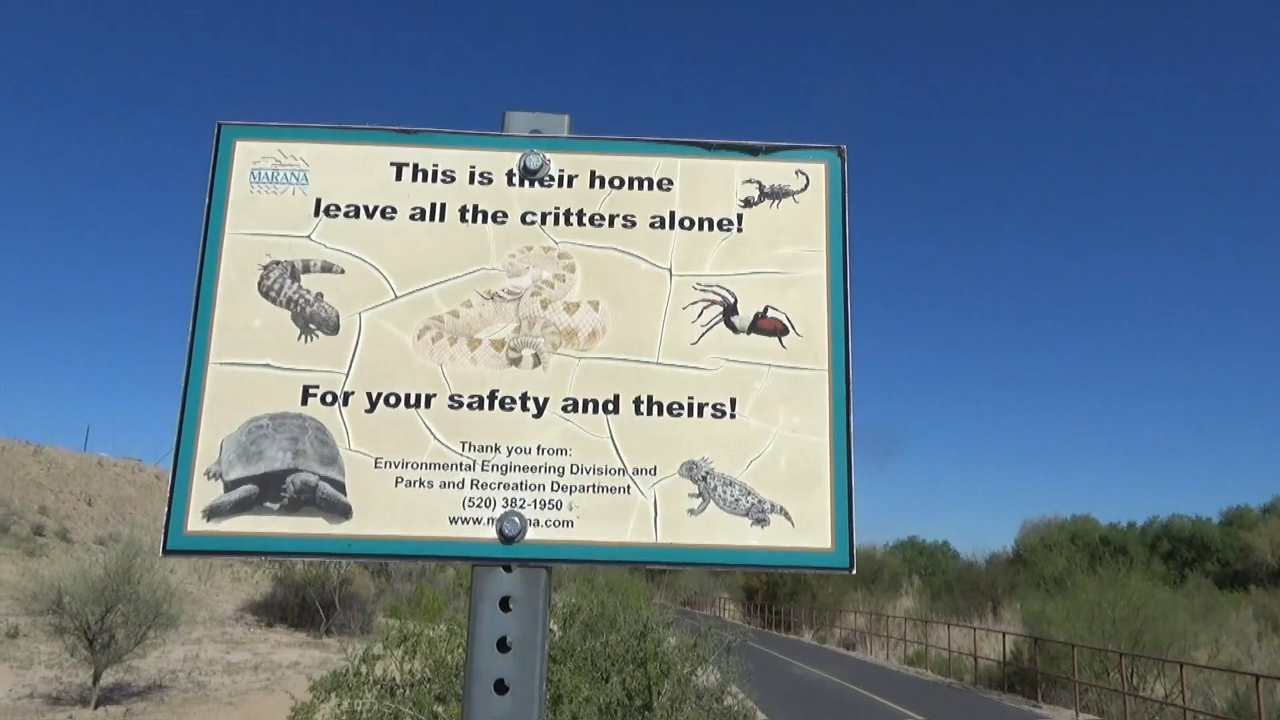 MARANA
This is their home
leave all the critters alone!
For your safety and theirs!
Thank you from:
Environmental Engineering Division and
Parks and Recreation Department
(520) 382-1950